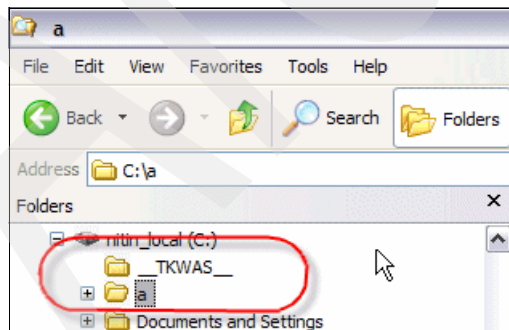 a
File Edit View Favorites Tools Help
Back Search Folders
Address C:\a
Folders
nitin_local (C:)
__TKWAS__
a
Documents and Settings